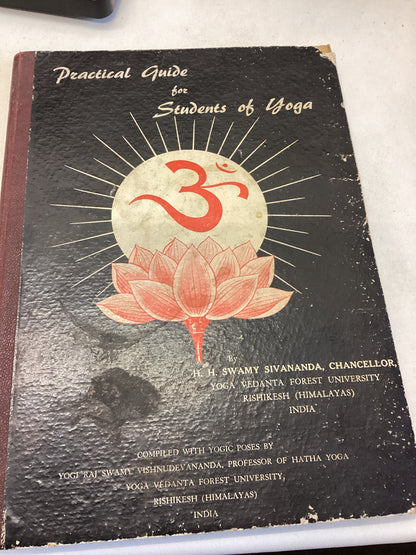 Practical Guide
for
Students of Yoga
ॐ
By
H. H. SWAMY SIVANANDA, CHANCELLOR,
YOGA VEDANTA FOREST UNIVERSITY
RISHIKESH (HIMALAYAS)
INDIA
COMPILED WITH YOGIC POSES BY
YOGI RAJ SWAMY VISHNUDEVANANDA, PROFESSOR OF HATHA YOGA
YOGA VEDANTA FOREST UNIVERSITY,
RISHIKESH (HIMALAYAS)
INDIA